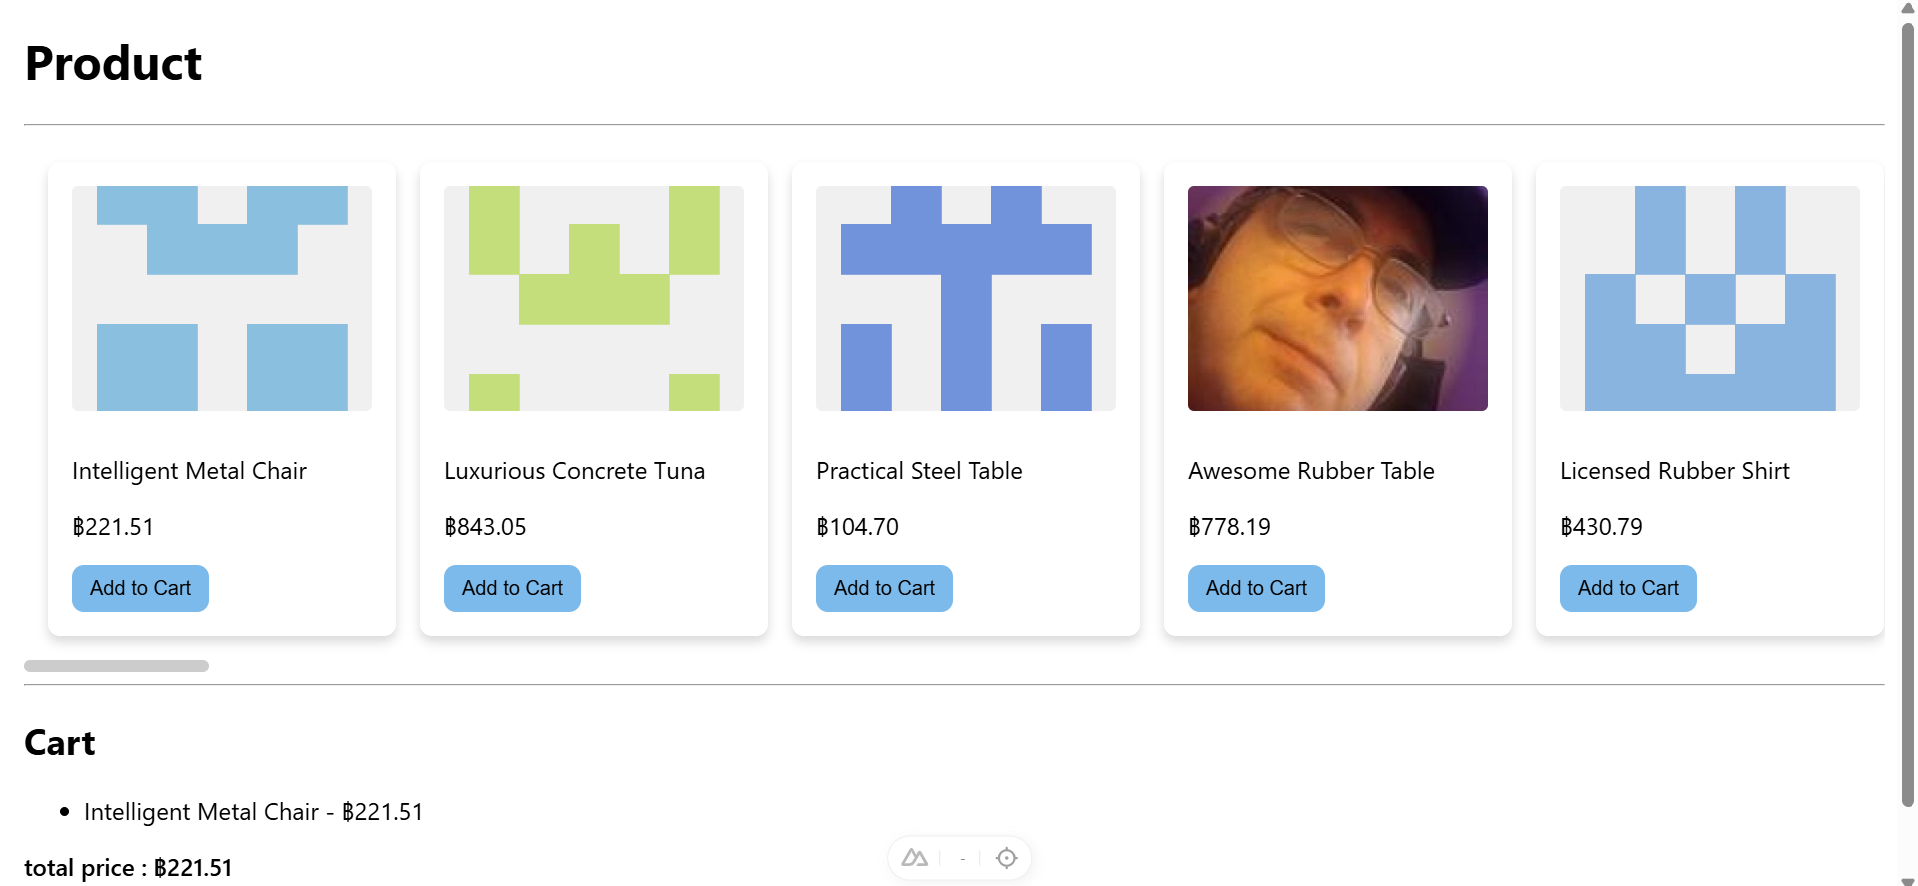 Product
Intelligent Metal Chair
฿221.51
Add to Cart
Luxurious Concrete Tuna
฿843.05
Add to Cart
Practical Steel Table
฿104.70
Add to Cart
Awesome Rubber Table
฿778.19
Add to Cart
Licensed Rubber Shirt
฿430.79
Add to Cart
Cart
Intelligent Metal Chair - ฿221.51
total price : ฿221.51
-